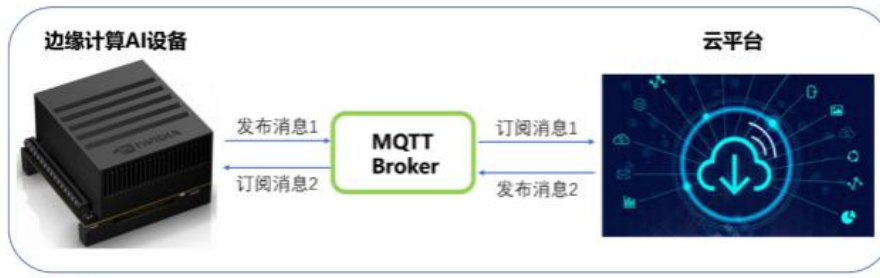 边缘计算AI设备
云平台
NVIDIA
发布消息1
订阅消息2
MQTT
Broker
订阅消息1
发布消息2